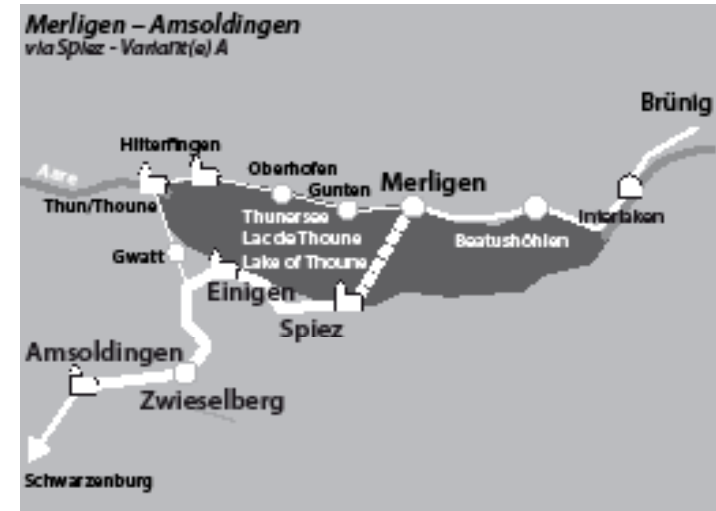 Merligen – Amsoldingen
via Spiez - Variant(e) A
Brünig
Hilterfingen
Aare
Oberhofen
Gunten
Merligen
Thun/Thoune
Interlaken
Thunersee
Lac de Thoune
Lake of Thoune
Beatushöhlen
Gwatt
Einigen
Spiez
Amsoldingen
Zwieselberg
Schwarzenburg